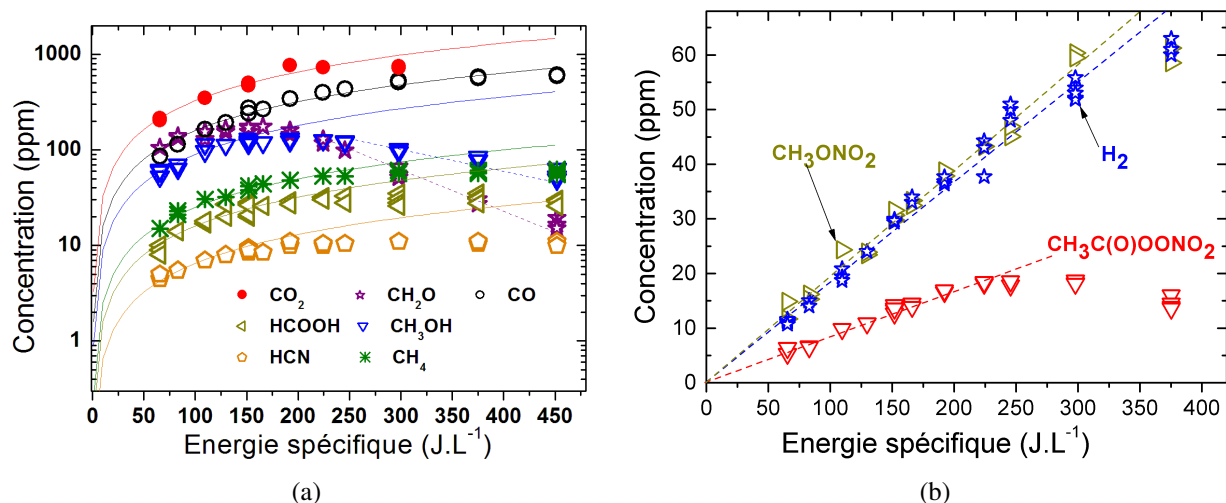 (a)
Concentration (ppm)
1000
100
10
1
CO₂ CH₂O CO
HCOOH CH₃OH
HCN CH₄
0 50 100 150 200 250 300 350 400 450
Energie spécifique (J.L⁻¹)
(a)
(b)
Concentration (ppm)
60
50
40
30
20
10
0
CH₃ONO₂
H₂
CH₃C(O)OONO₂
0 50 100 150 200 250 300 350 400
Energie spécifique (J.L⁻¹)
(b)